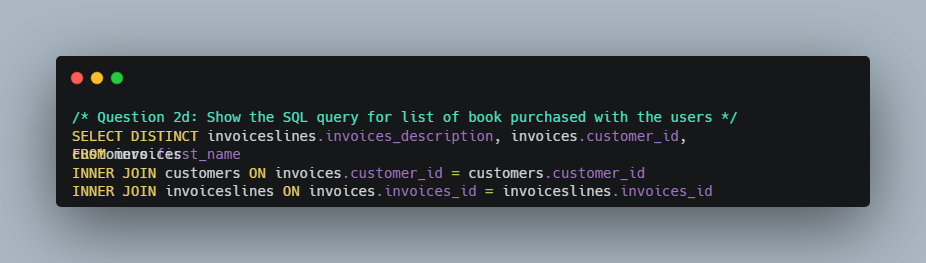 /* Question 2d: Show the SQL query for list of book purchased with the users */
SELECT DISTINCT invoiceslines.invoices_description, invoices.customer_id,
customers.first_name
FROM invoices
INNER JOIN customers ON invoices.customer_id = customers.customer_id
INNER JOIN invoiceslines ON invoices.invoices_id = invoiceslines.invoices_id